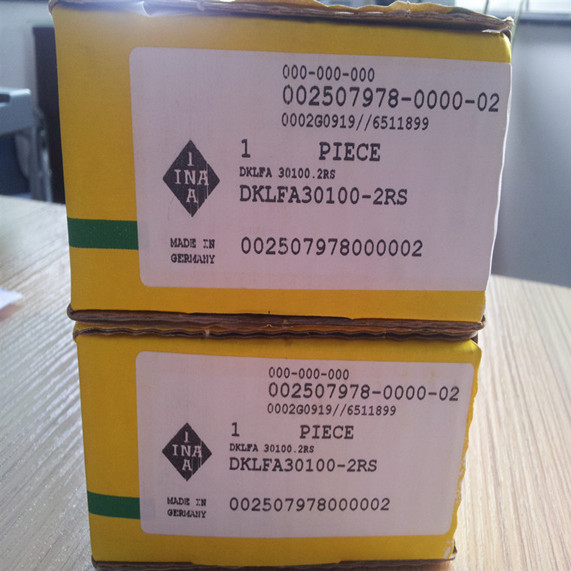 000-000-000
002507978-0000-02
0002G0919//6511899
1 PIECE
DKLFA 30100.2RS
DKLFA30100-2RS
I
INA
A
MADE IN
GERMANY
002507978000002
000-000-000
002507978-0000-02
0002G0919//6511899
1 PIECE
DKLFA 30100.2RS
DKLFA30100-2RS
I
INA
A
MADE IN
GERMANY
002507978000002